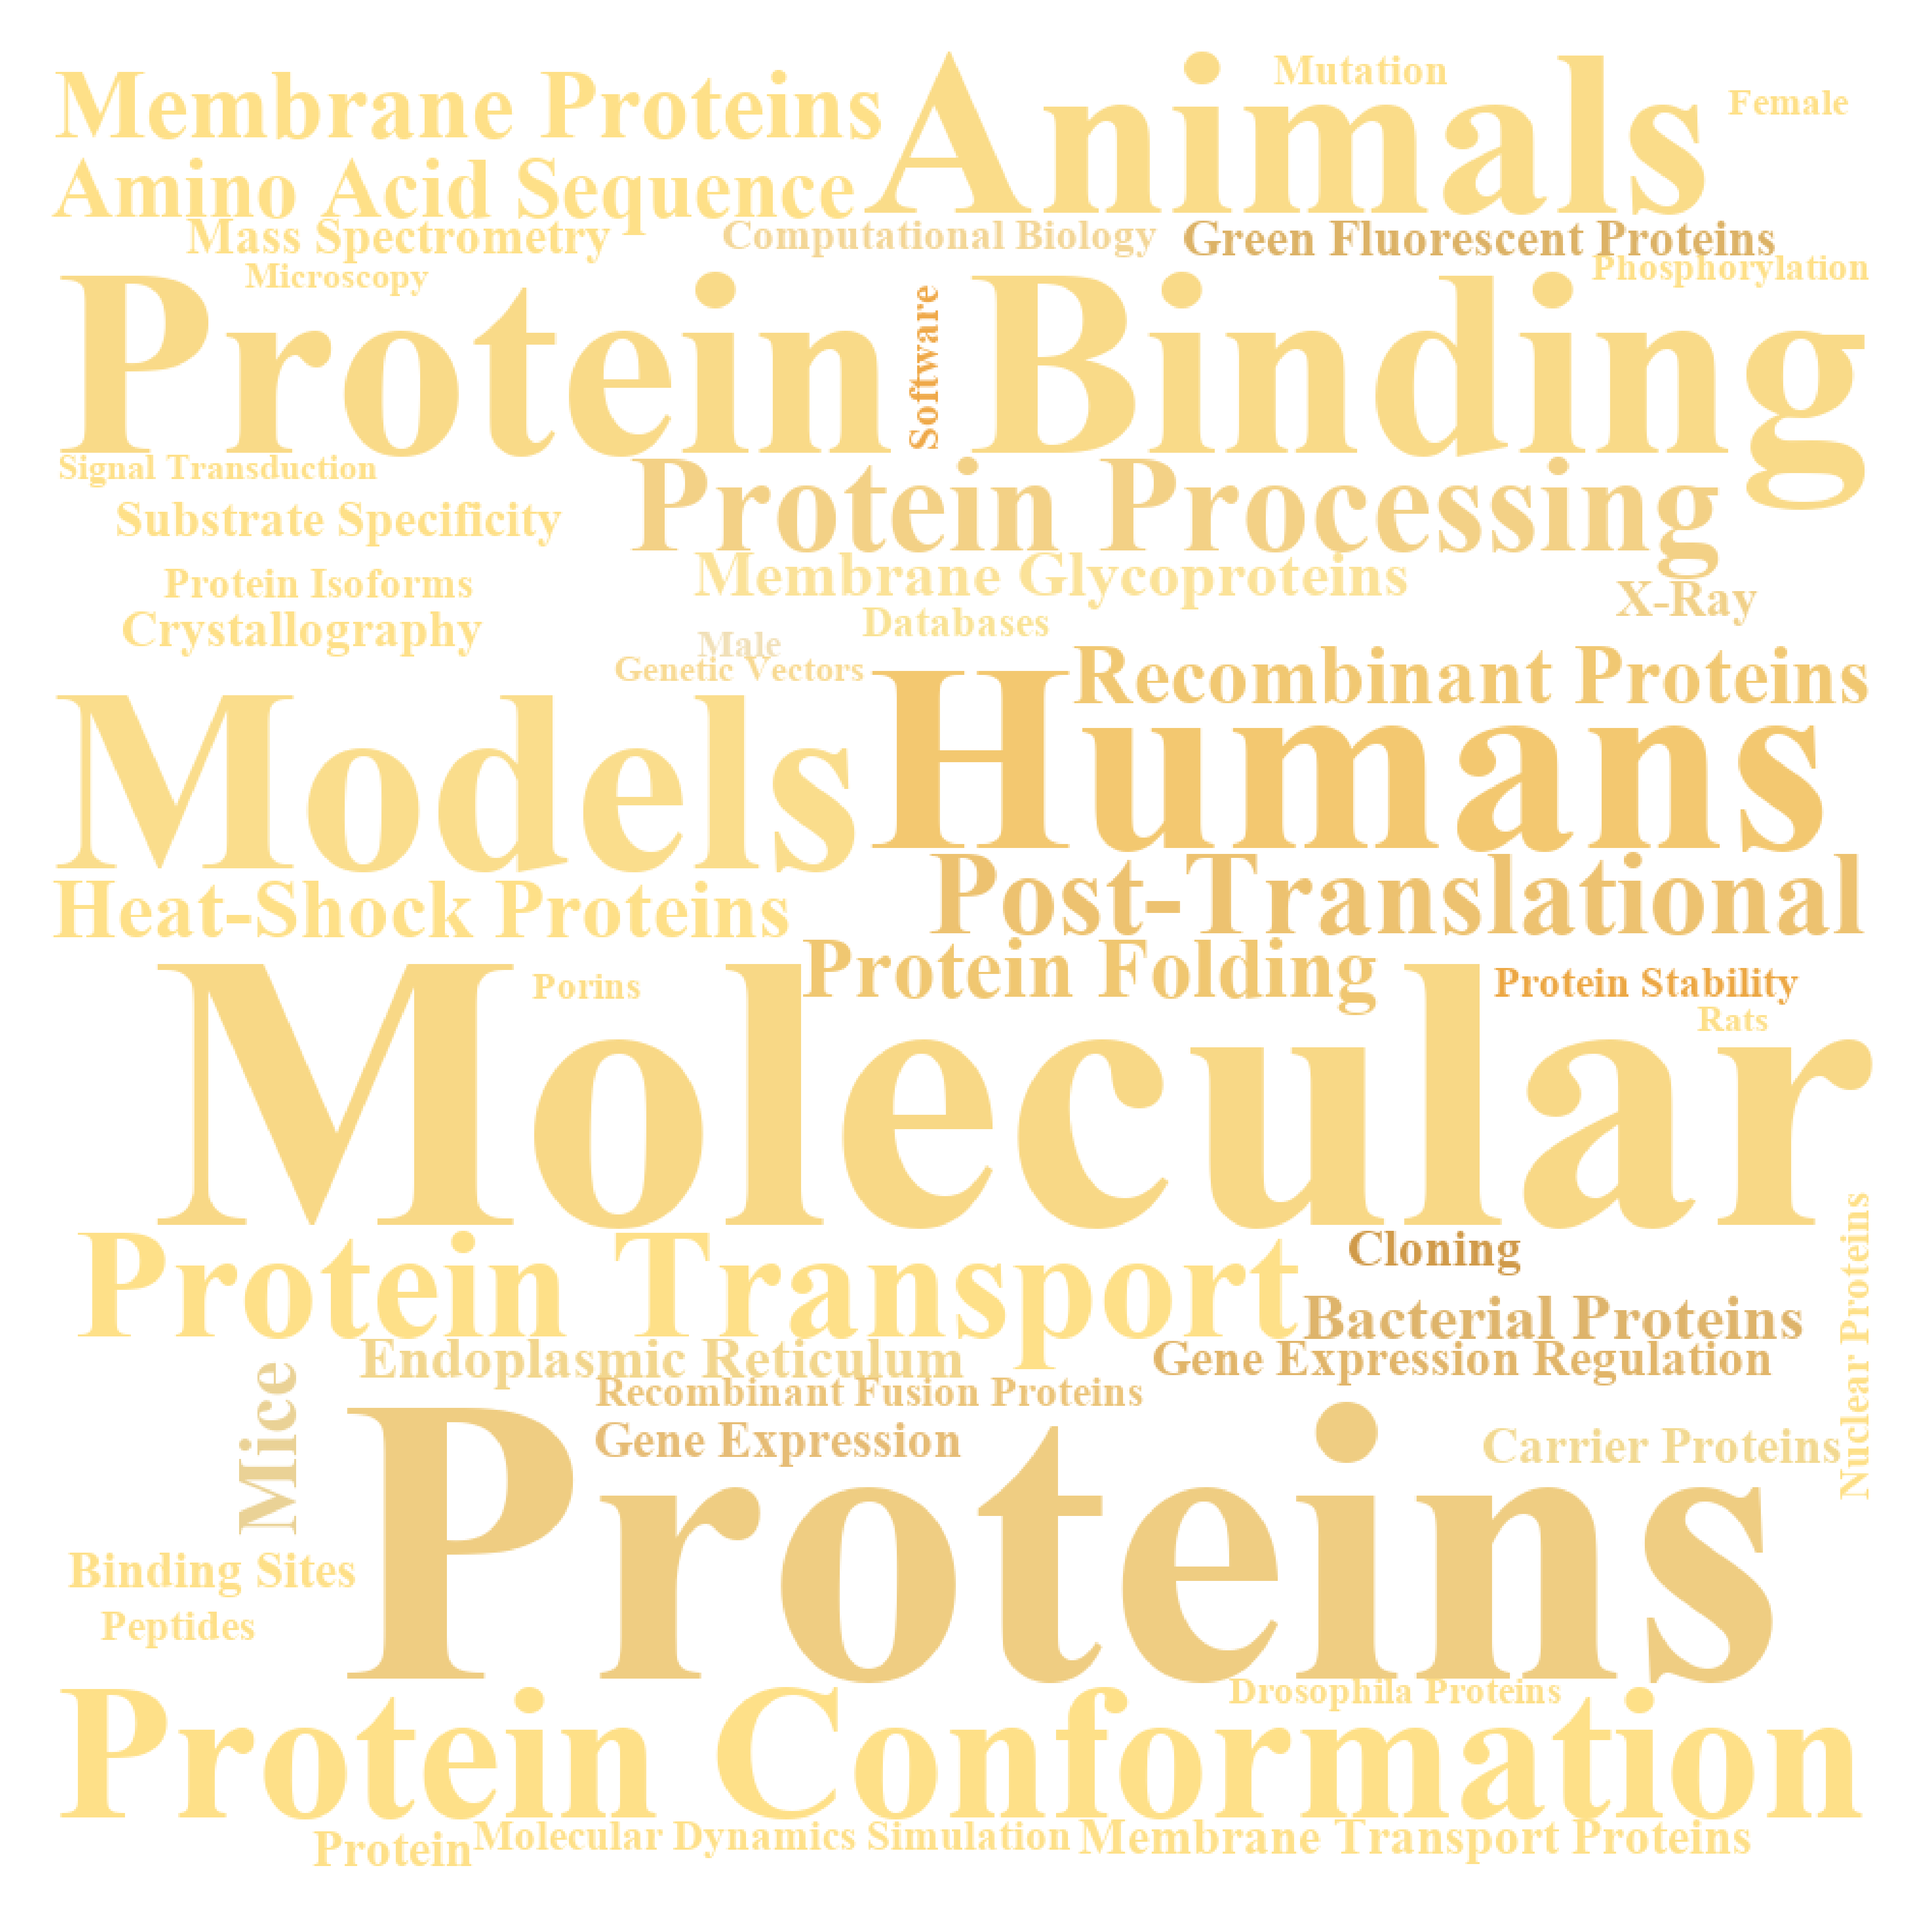 Membrane Proteins
Animals
Mutation
Female
Amino Acid Sequence
Mass Spectrometry
Computational Biology
Green Fluorescent Proteins
Microscopy
Phosphorylation
Protein Binding
Software
Signal Transduction
Protein Processing
Substrate Specificity
Membrane Glycoproteins
Protein Isoforms
X-Ray
Crystallography
Databases
Male
Genetic Vectors
Recombinant Proteins
Models
Humans
Heat-Shock Proteins
Post-Translational
Protein Folding
Porins
Protein Stability
Rats
Molecular
Protein Transport
Cloning
Nuclear Proteins
Bacterial Proteins
Endoplasmic Reticulum
Gene Expression Regulation
Mice
Recombinant Fusion Proteins
Gene Expression
Carrier Proteins
Proteins
Binding Sites
Peptides
Drosophila Proteins
Protein Conformation
Protein
Molecular Dynamics Simulation
Membrane Transport Proteins